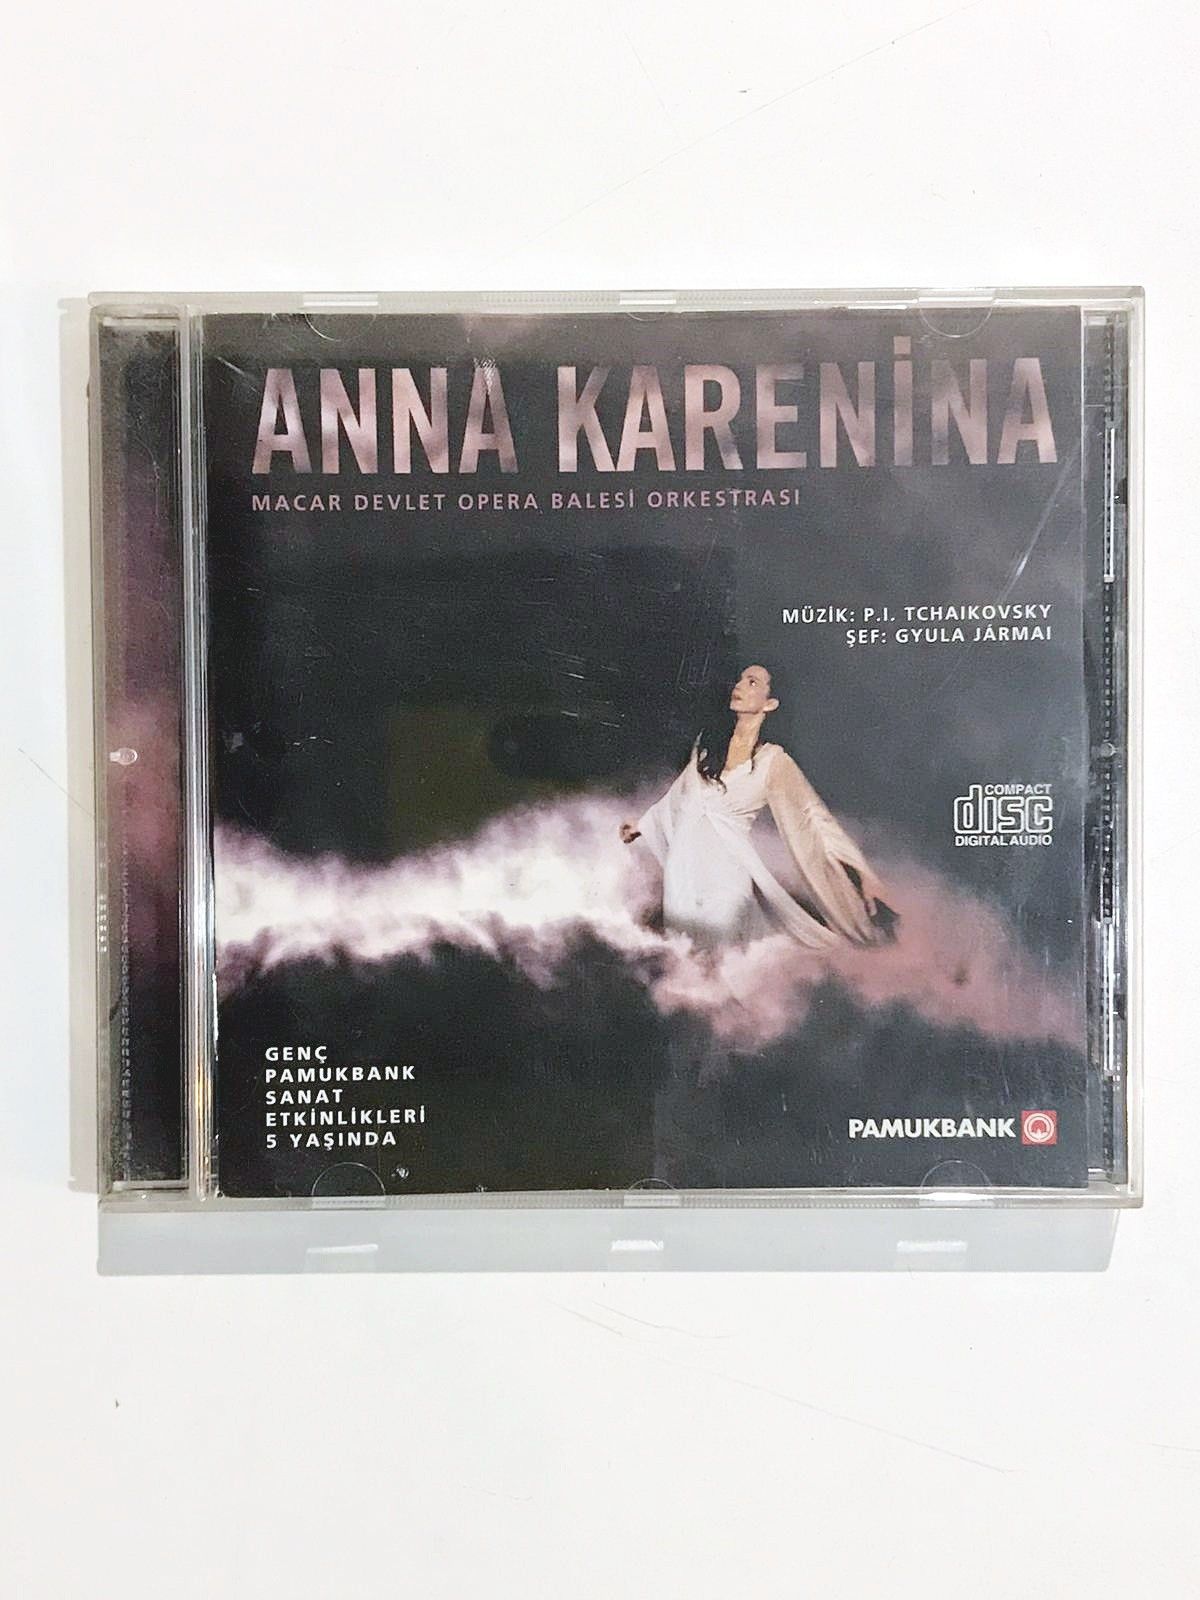 ANNA KARENİNA
MACAR DEVLET OPERA BALESİ ORKESTRASI
MÜZİK: P.I. TCHAIKOVSKY
ŞEF: GYULA JÁRMAI
COMPACT
disc
DIGITAL AUDIO
GENÇ
PAMUKBANK
SANAT
ETKİNLİKLERİ
5 YAŞINDA
PAMUKBANK